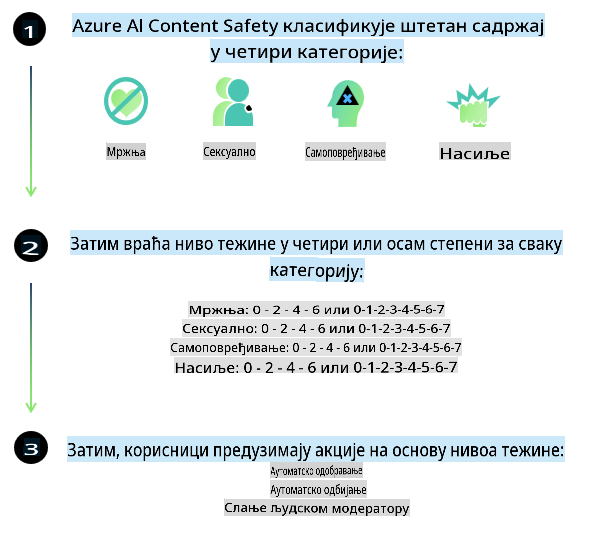 1
Azure AI Content Safety класификује штетан садржај
у четири категорије:
Мржња
Сексуално
Самоповређивање
Насиље
2
Затим враћа ниво тежине у четири или осам степени за сваку
категорију:
Мржња: 0 - 2 - 4 - 6 или 0-1-2-3-4-5-6-7
Сексуално: 0 - 2 - 4 - 6 или 0-1-2-3-4-5-6-7
Самоповређивање: 0 - 2 - 4 - 6 или 0-1-2-3-4-5-6-7
Насиље: 0 - 2 - 4 - 6 или 0-1-2-3-4-5-6-7
3
Затим, корисници предузимају акције на основу нивоа тежине:
Аутоматско одобравање
Аутоматско одбијање
Слање људском модератору